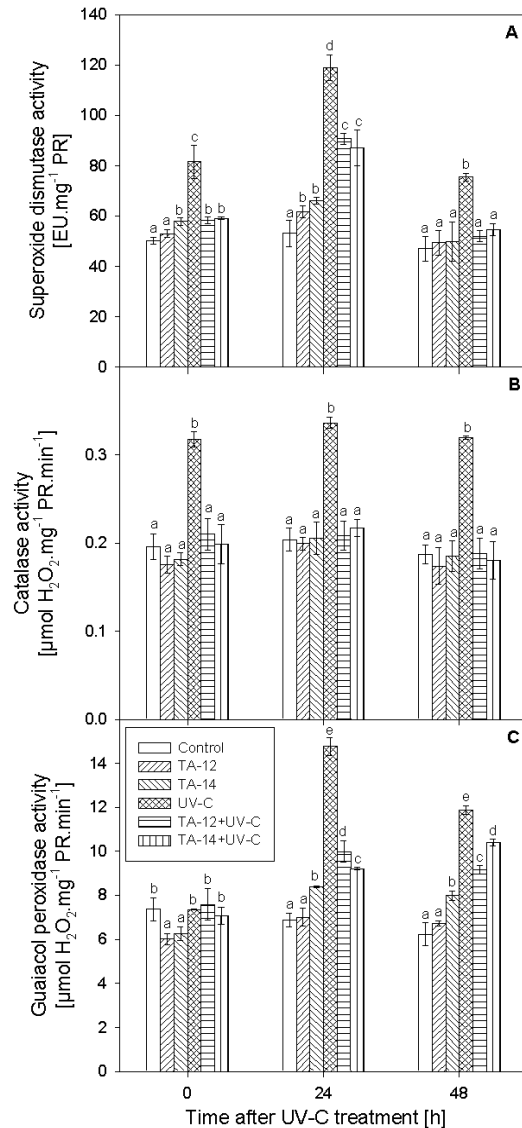 A
Superoxide dismutase activity
[EU.mg⁻¹ PR]
140
120
100
80
60
40
20
0
a a b c b b
a b b d c c
a a a b a a
B
Catalase activity
[µmol H₂O₂.mg⁻¹ PR.min⁻¹]
0.3
0.2
0.1
0.0
a a a b a a
a a a b a a
a a a b a a
C
Guaiacol peroxidase activity
[µmol H₂O₂.mg⁻¹ PR.min⁻¹]
14
12
10
8
6
4
2
0
Control
TA-12
TA-14
UV-C
TA-12+UV-C
TA-14+UV-C
b a a b b b
a a b e d c
a a b e c d
0 24 48
Time after UV-C treatment [h]